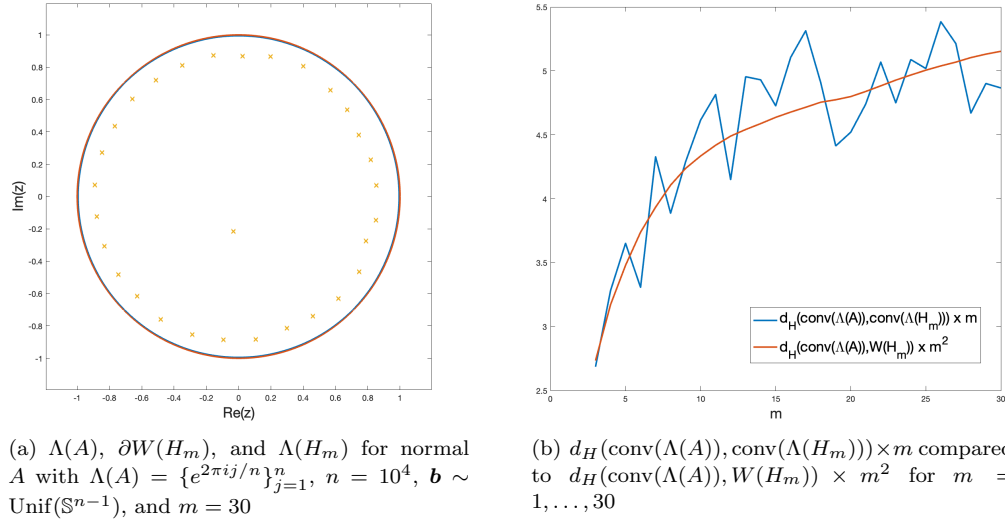 1
0.8
0.6
0.4
0.2
0
-0.2
-0.4
-0.6
-0.8
-1
Im(z)
-1 -0.8 -0.6 -0.4 -0.2 0 0.2 0.4 0.6 0.8 1
Re(z)
5.5
5
4.5
4
3.5
3
2.5
0 5 10 15 20 25 30
m
d_H(conv(Λ(A)),conv(Λ(H_m))) x m
d_H(conv(Λ(A)),W(H_m)) x m^2
(a) Λ(A), ∂W(H_m), and Λ(H_m) for normal
A with Λ(A) = {e^{2πij/n}}_{j=1}^n, n = 10^4, b ∼
Unif(𝕊^{n−1}), and m = 30
(b) d_H(conv(Λ(A)), conv(Λ(H_m)))×m compared
to d_H(conv(Λ(A)), W(H_m)) × m^2 for m =
1, . . . , 30